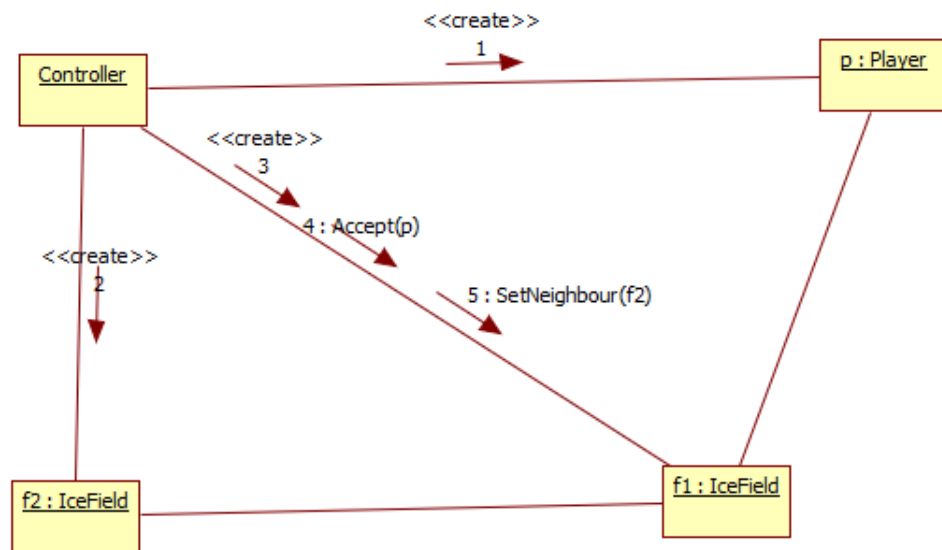 <<create>>
1
Controller
p : Player
<<create>>
3
4 : Accept(p)
<<create>>
2
5 : SetNeighbour(f2)
f2 : IceField
f1 : IceField